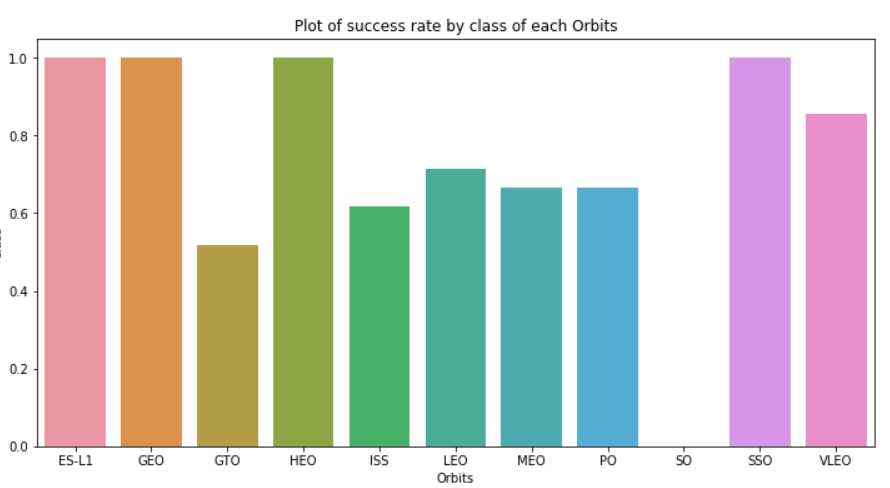 Plot of success rate by class of each Orbits
1.0
0.8
0.6
0.4
0.2
0.0
ES-L1 GEO GTO HEO ISS LEO MEO PO SO SSO VLEO
Orbits